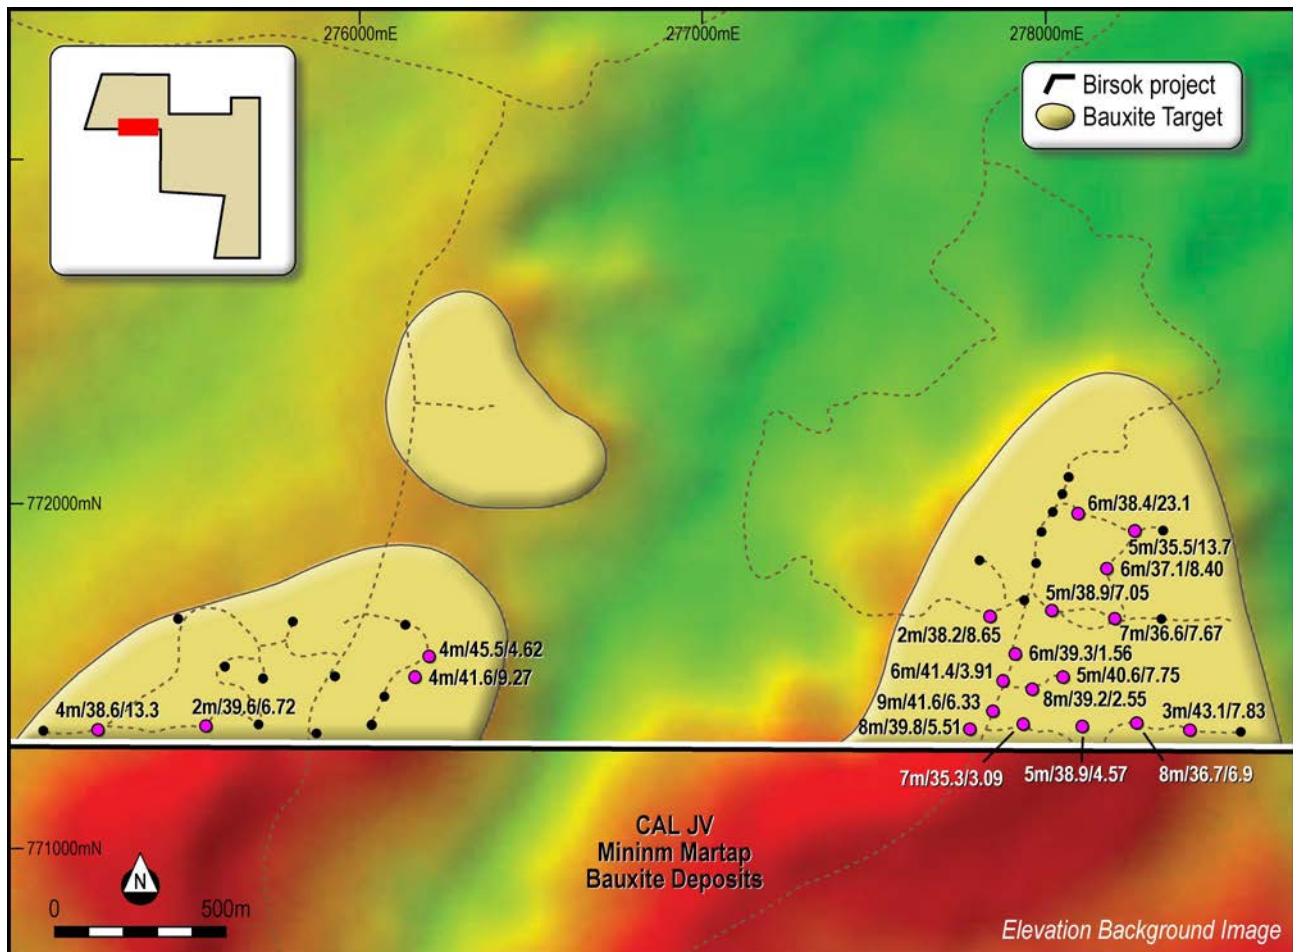 276000mE
277000mE
278000mE
Birsok project
Bauxite Target
772000mN
6m/38.4/23.1
5m/35.5/13.7
6m/37.1/8.40
5m/38.9/7.05
2m/38.2/8.65
7m/36.6/7.67
4m/45.5/4.62
6m/39.3/1.56
4m/41.6/9.27
6m/41.4/3.91
5m/40.6/7.75
8m/39.2/2.55
4m/38.6/13.3
2m/39.6/6.72
9m/41.6/6.33
3m/43.1/7.83
8m/39.8/5.51
7m/35.3/3.09
5m/38.9/4.57
8m/36.7/6.9
771000mN
CAL JV
Mininm Martap
Bauxite Deposits
N
0
500m
Elevation Background Image